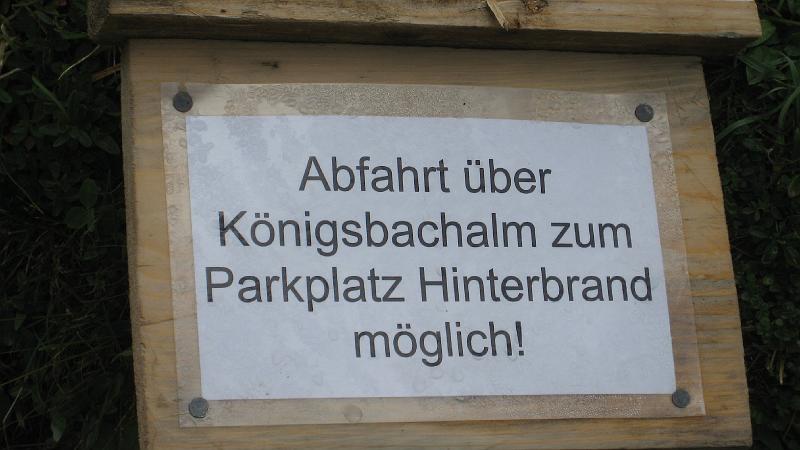 Abfahrt über
Königsbachalm zum
Parkplatz Hinterbrand
möglich!